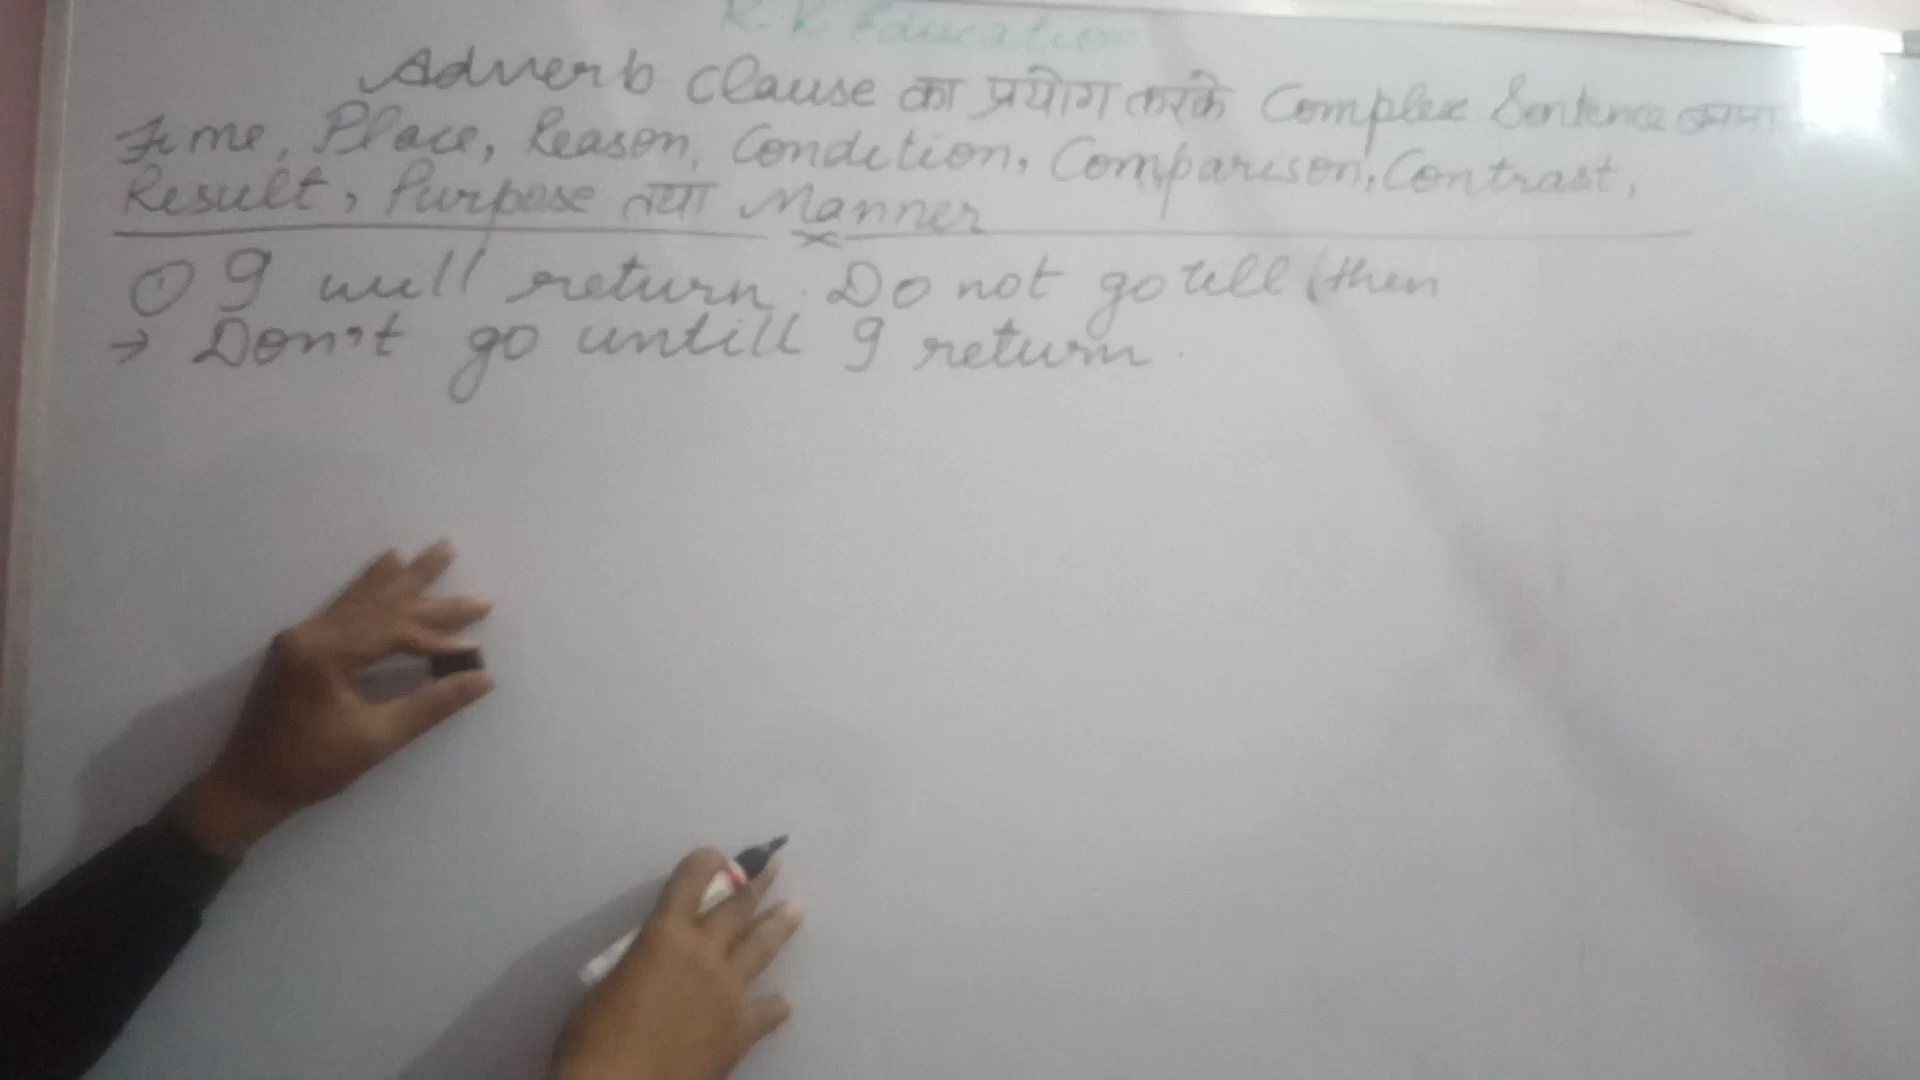 R. K Education
Adverb Clause का प्रयोग करके Complex Sentence
Time, Place, Reason, Condition, Comparison, Contrast,
Result, Purpose तथा Manner
① I will return. Do not go till (then
→ Don't go untill I return.